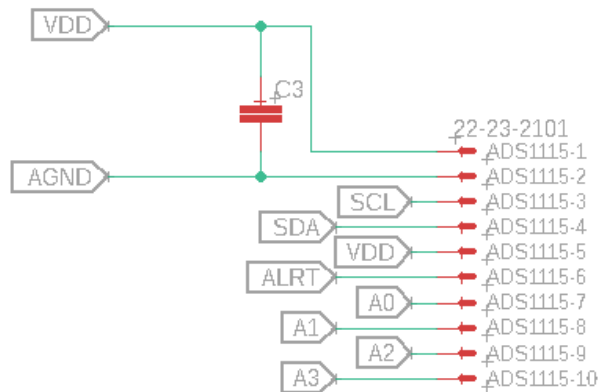 VDD
C3
22-23-2101
ADS1115-1
AGND ADS1115-2
SCL ADS1115-3
SDA ADS1115-4
VDD ADS1115-5
ALRT ADS1115-6
A0 ADS1115-7
A1 ADS1115-8
A2 ADS1115-9
A3 ADS1115-10